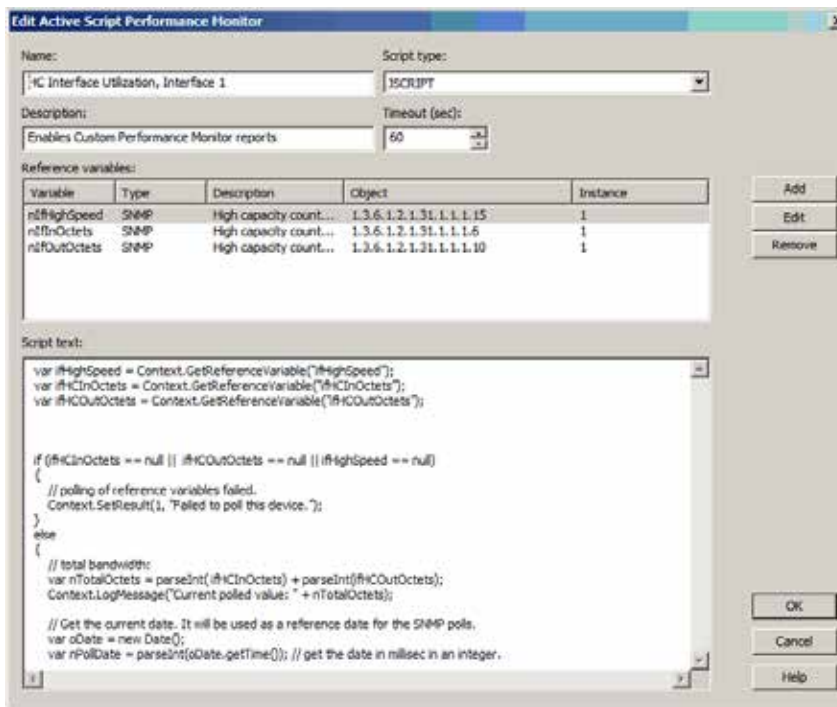 Edit Active Script Performance Monitor
Name:
HC Interface Utilization, Interface 1
Script type:
JSCRIPT
Description:
Enables Custom Performance Monitor reports
Timeout (sec):
60
Reference variables:
Variable Type Description Object Instance
nIfHighSpeed SNMP High capacity count... 1.3.6.1.2.1.31.1.1.1.15 1
nIfInOctets SNMP High capacity count... 1.3.6.1.2.1.31.1.1.1.6 1
nIfOutOctets SNMP High capacity count... 1.3.6.1.2.1.31.1.1.1.10 1
Add
Edit
Remove
Script text:
var ifHighSpeed = Context.GetReferenceVariable("ifHighSpeed");
var ifHCInOctets = Context.GetReferenceVariable("ifHCInOctets");
var ifHCOutOctets = Context.GetReferenceVariable("ifHCOutOctets");
if (ifHCInOctets == null || ifHCOutOctets == null || ifHighSpeed == null)
{
// polling of reference variables failed.
Context.SetResult(1, "Failed to poll this device.");
}
else
{
// total bandwidth:
var nTotalOctets = parseInt( ifHCInOctets) + parseInt(ifHCOutOctets);
Context.LogMessage("Current polled value: " + nTotalOctets);
// Get the current date. It will be used as a reference date for the SNMP polls.
var oDate = new Date();
var nPollDate = parseInt(oDate.getTime()); // get the date in millisec in an integer.
OK
Cancel
Help